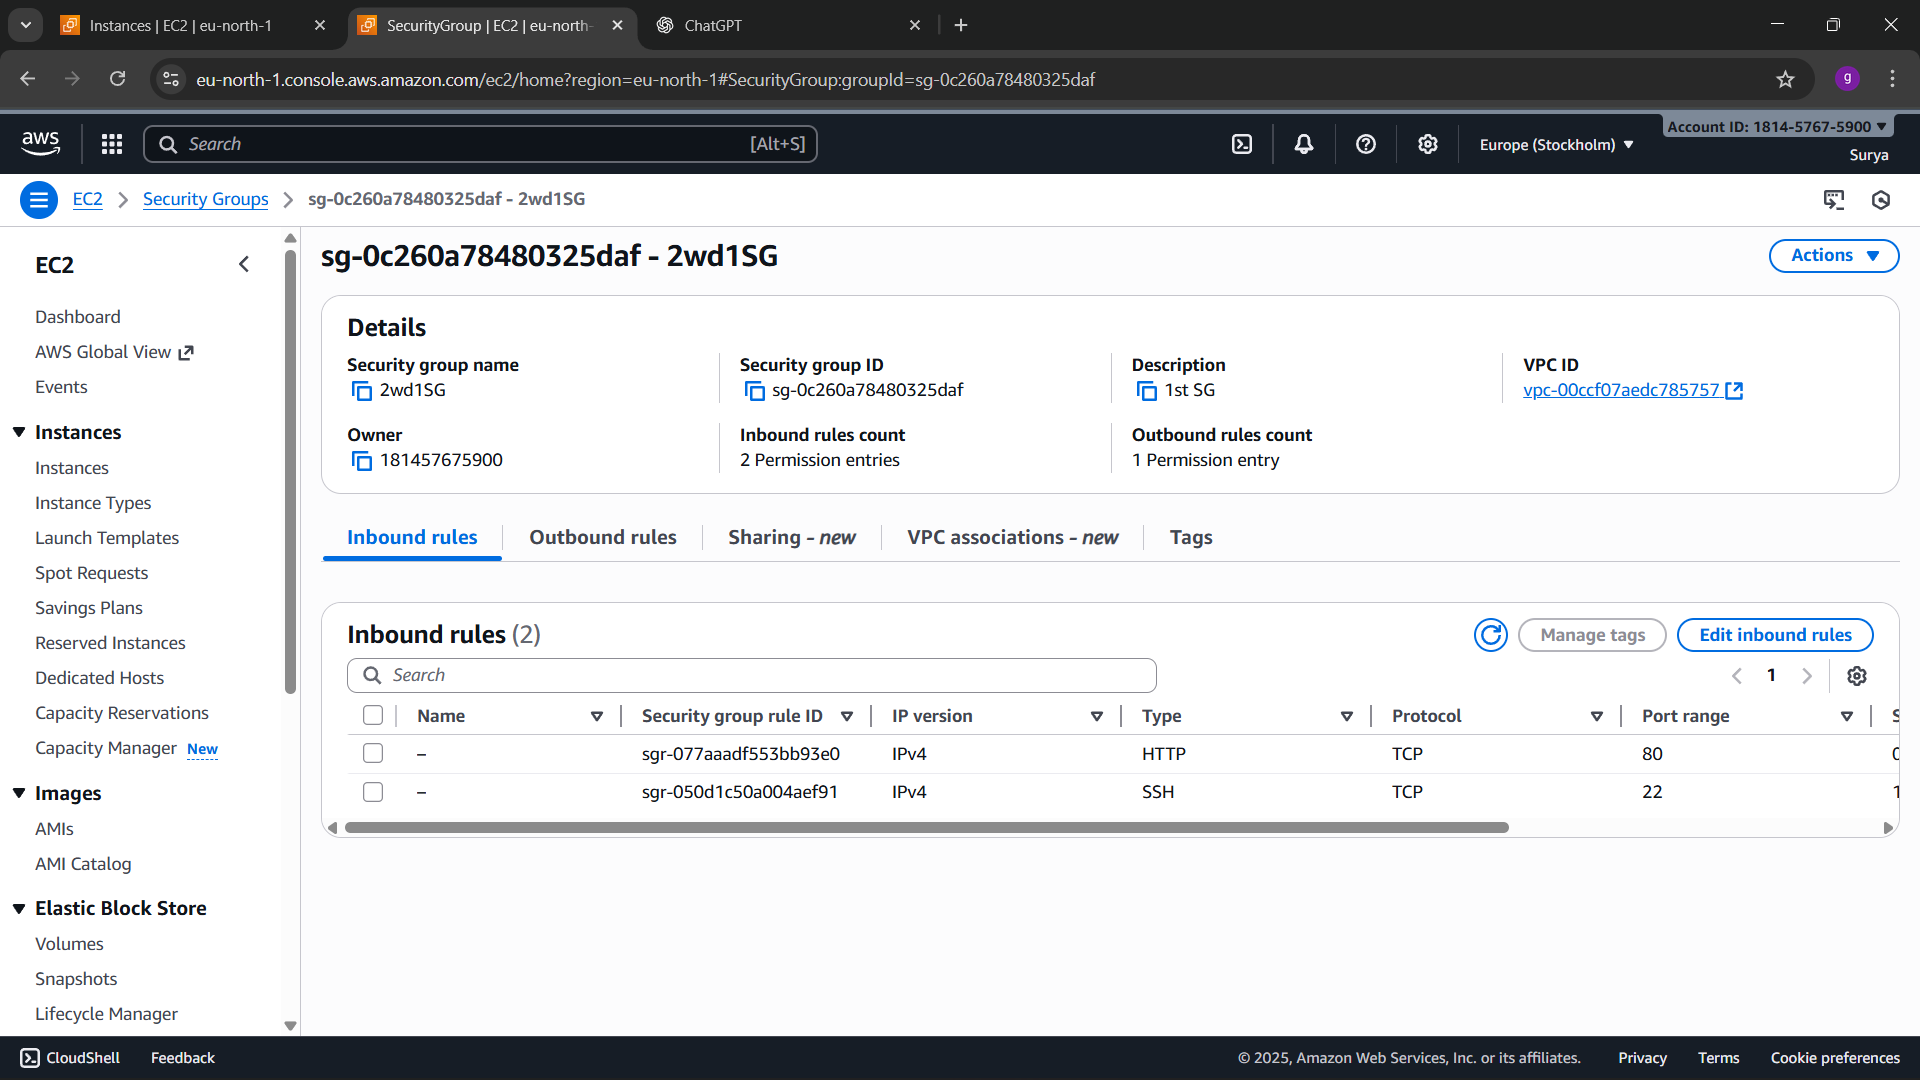 Instances | EC2 | eu-north-1
SecurityGroup | EC2 | eu-north-
ChatGPT
eu-north-1.console.aws.amazon.com/ec2/home?region=eu-north-1#SecurityGroup:groupId=sg-0c260a78480325daf
g
aws
Search
[Alt+S]
Europe (Stockholm)
Account ID: 1814-5767-5900
Surya
EC2
Security Groups
sg-0c260a78480325daf - 2wd1SG
EC2
Dashboard
AWS Global View
Events
Instances
Instances
Instance Types
Launch Templates
Spot Requests
Savings Plans
Reserved Instances
Dedicated Hosts
Capacity Reservations
Capacity Manager New
Images
AMIs
AMI Catalog
Elastic Block Store
Volumes
Snapshots
Lifecycle Manager
sg-0c260a78480325daf - 2wd1SG
Actions
Details
Security group name
2wd1SG
Security group ID
sg-0c260a78480325daf
Description
1st SG
VPC ID
vpc-00ccf07aedc785757
Owner
181457675900
Inbound rules count
2 Permission entries
Outbound rules count
1 Permission entry
Inbound rules
Outbound rules
Sharing - new
VPC associations - new
Tags
Inbound rules (2)
Manage tags
Edit inbound rules
Search
1
Name Security group rule ID IP version Type Protocol Port range S
– sgr-077aaadf553bb93e0 IPv4 HTTP TCP 80 0
– sgr-050d1c50a004aef91 IPv4 SSH TCP 22 1
CloudShell
Feedback
© 2025, Amazon Web Services, Inc. or its affiliates.
Privacy
Terms
Cookie preferences